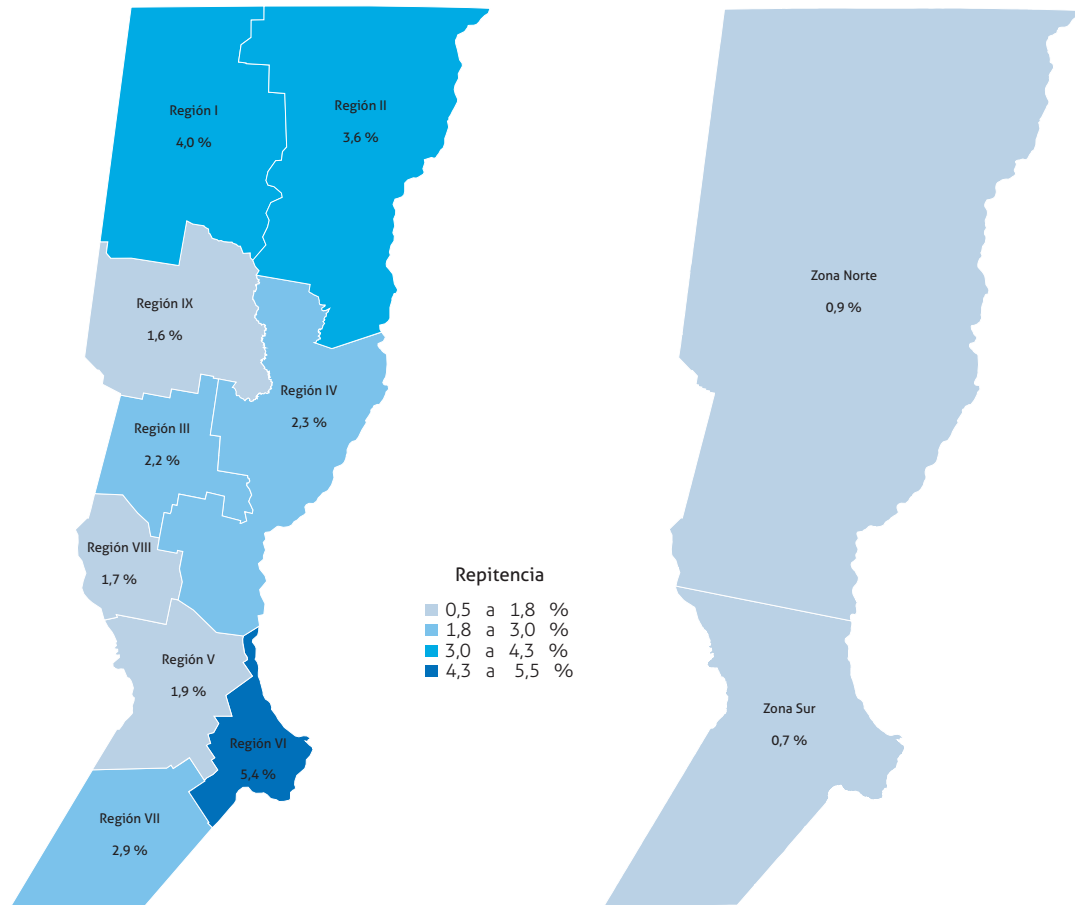 Región I
4,0 %
Región II
3,6 %
Región IX
1,6 %
Región IV
2,3 %
Región III
2,2 %
Región VIII
1,7 %
Región V
1,9 %
Región VI
5,4 %
Región VII
2,9 %
Repitencia
0,5 a 1,8 %
1,8 a 3,0 %
3,0 a 4,3 %
4,3 a 5,5 %
Zona Norte
0,9 %
Zona Sur
0,7 %